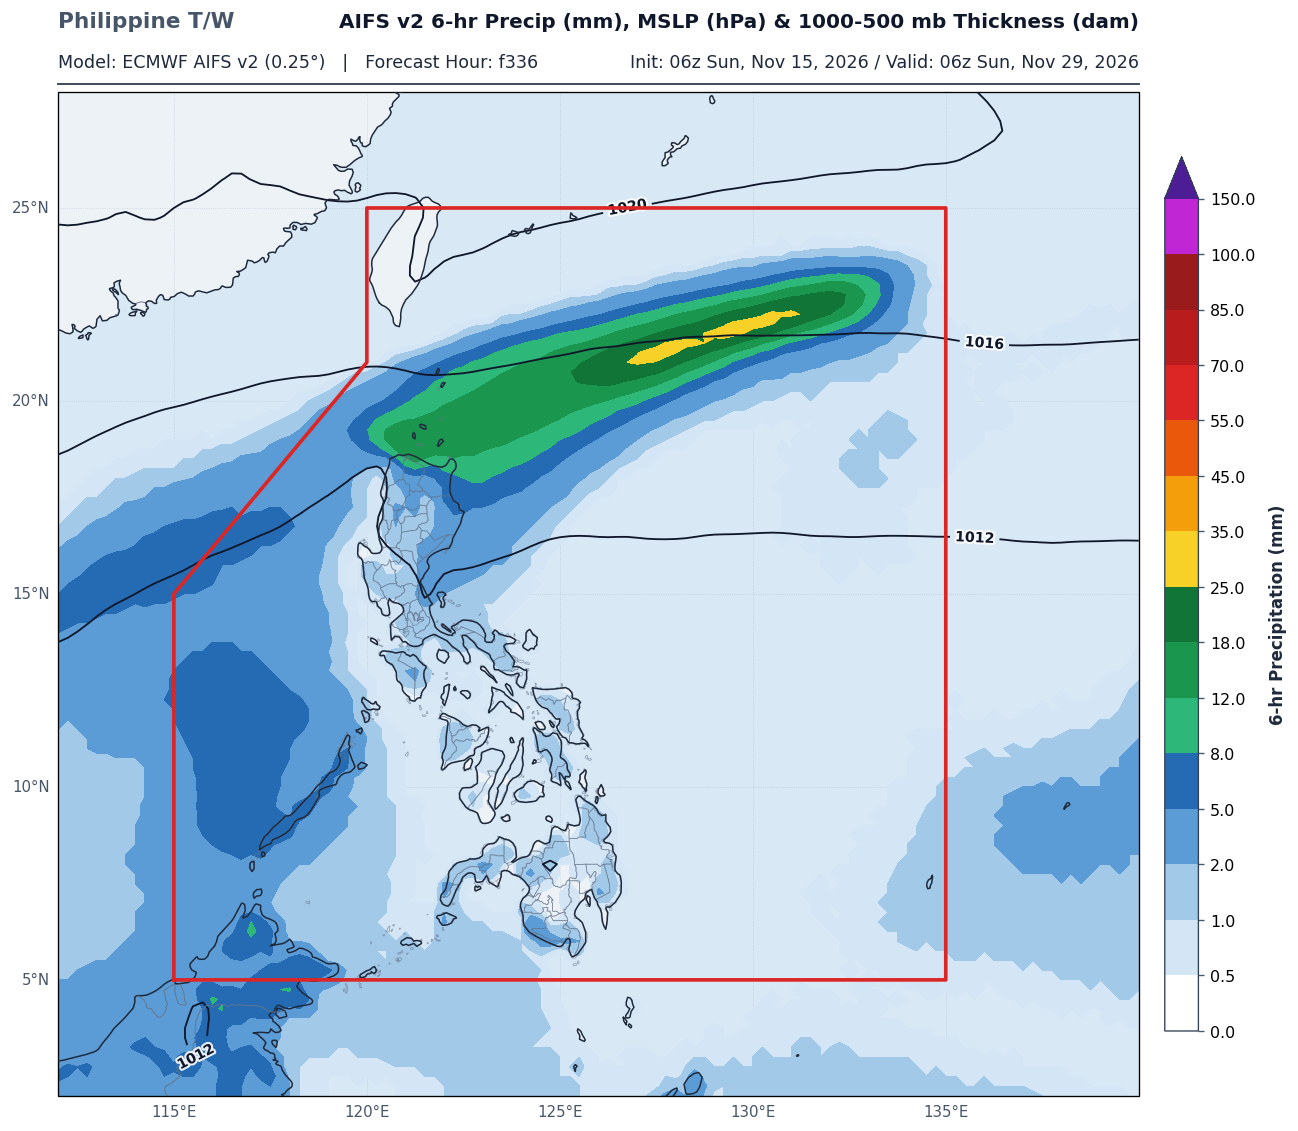 Philippine T/W
AIFS v2 6-hr Precip (mm), MSLP (hPa) & 1000-500 mb Thickness (dam)
Model: ECMWF AIFS v2 (0.25°) | Forecast Hour: f336
Init: 06z Sun, Nov 15, 2026 / Valid: 06z Sun, Nov 29, 2026
25°N
20°N
15°N
10°N
5°N
1020
1016
1012
1012
115°E
120°E
125°E
130°E
135°E
150.0
100.0
85.0
70.0
55.0
45.0
35.0
25.0
18.0
12.0
8.0
5.0
2.0
1.0
0.5
0.0
6-hr Precipitation (mm)